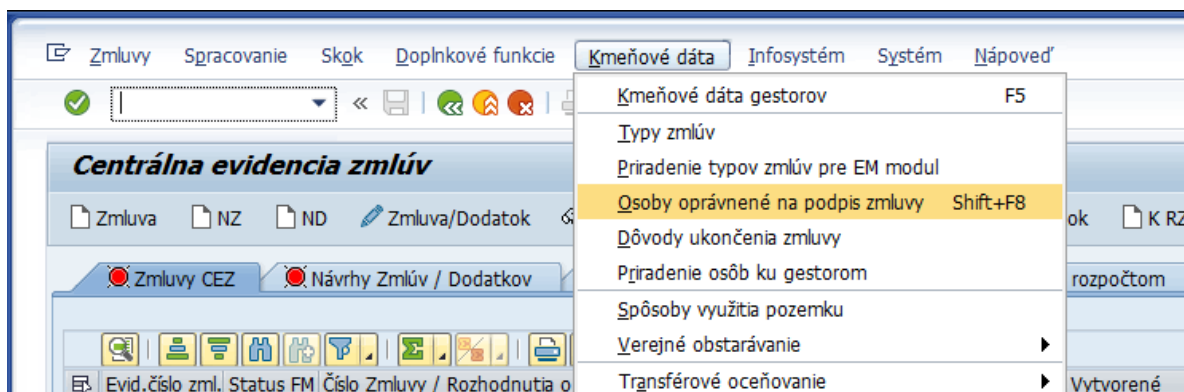 Zmluvy Spracovanie Skok Doplnkové funkcie Kmeňové dáta Infosystém Systém Nápoveď
Kmeňové dáta gestorov F5
Centrálna evidencia zmlúv
Typy zmlúv
Priradenie typov zmlúv pre EM modul
Zmluva NZ ND Zmluva/Dodatok
Osoby oprávnené na podpis zmluvy Shift+F8
ok K RZ
Dôvody ukončenia zmluvy
Zmluvy CEZ Návrhy Zmlúv / Dodatkov
Priradenie osôb ku gestorom
rozpočtom
Spôsoby využitia pozemku
Verejné obstarávanie
Transférové oceňovanie
Evid.číslo zml. Status FM Číslo Zmluvy / Rozhodnutia o
Vytvorené